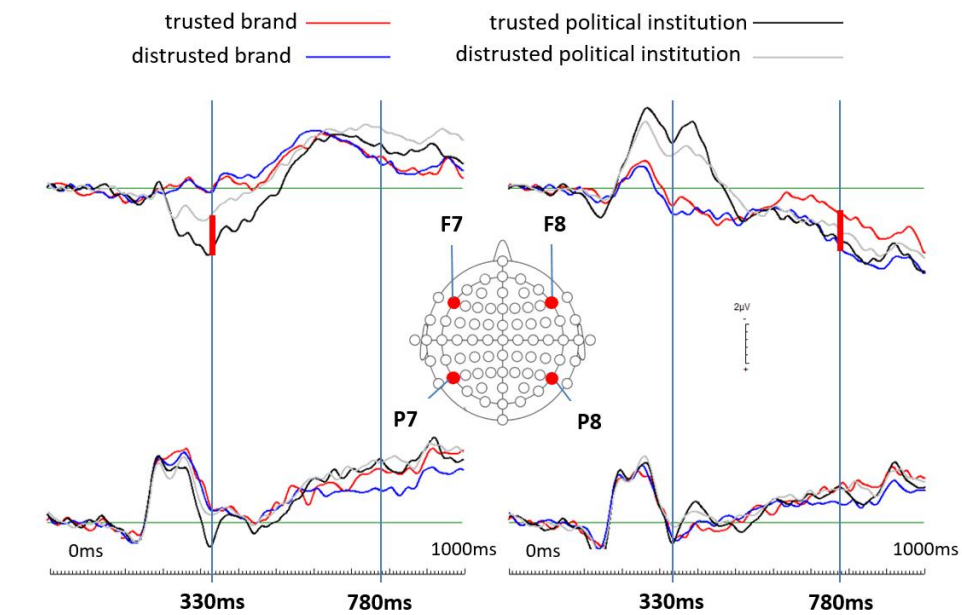 trusted brand
trusted political institution
distrusted brand
distrusted political institution
F7
F8
2µV
-
+
P7
P8
0ms
1000ms
0ms
1000ms
330ms
780ms
330ms
780ms